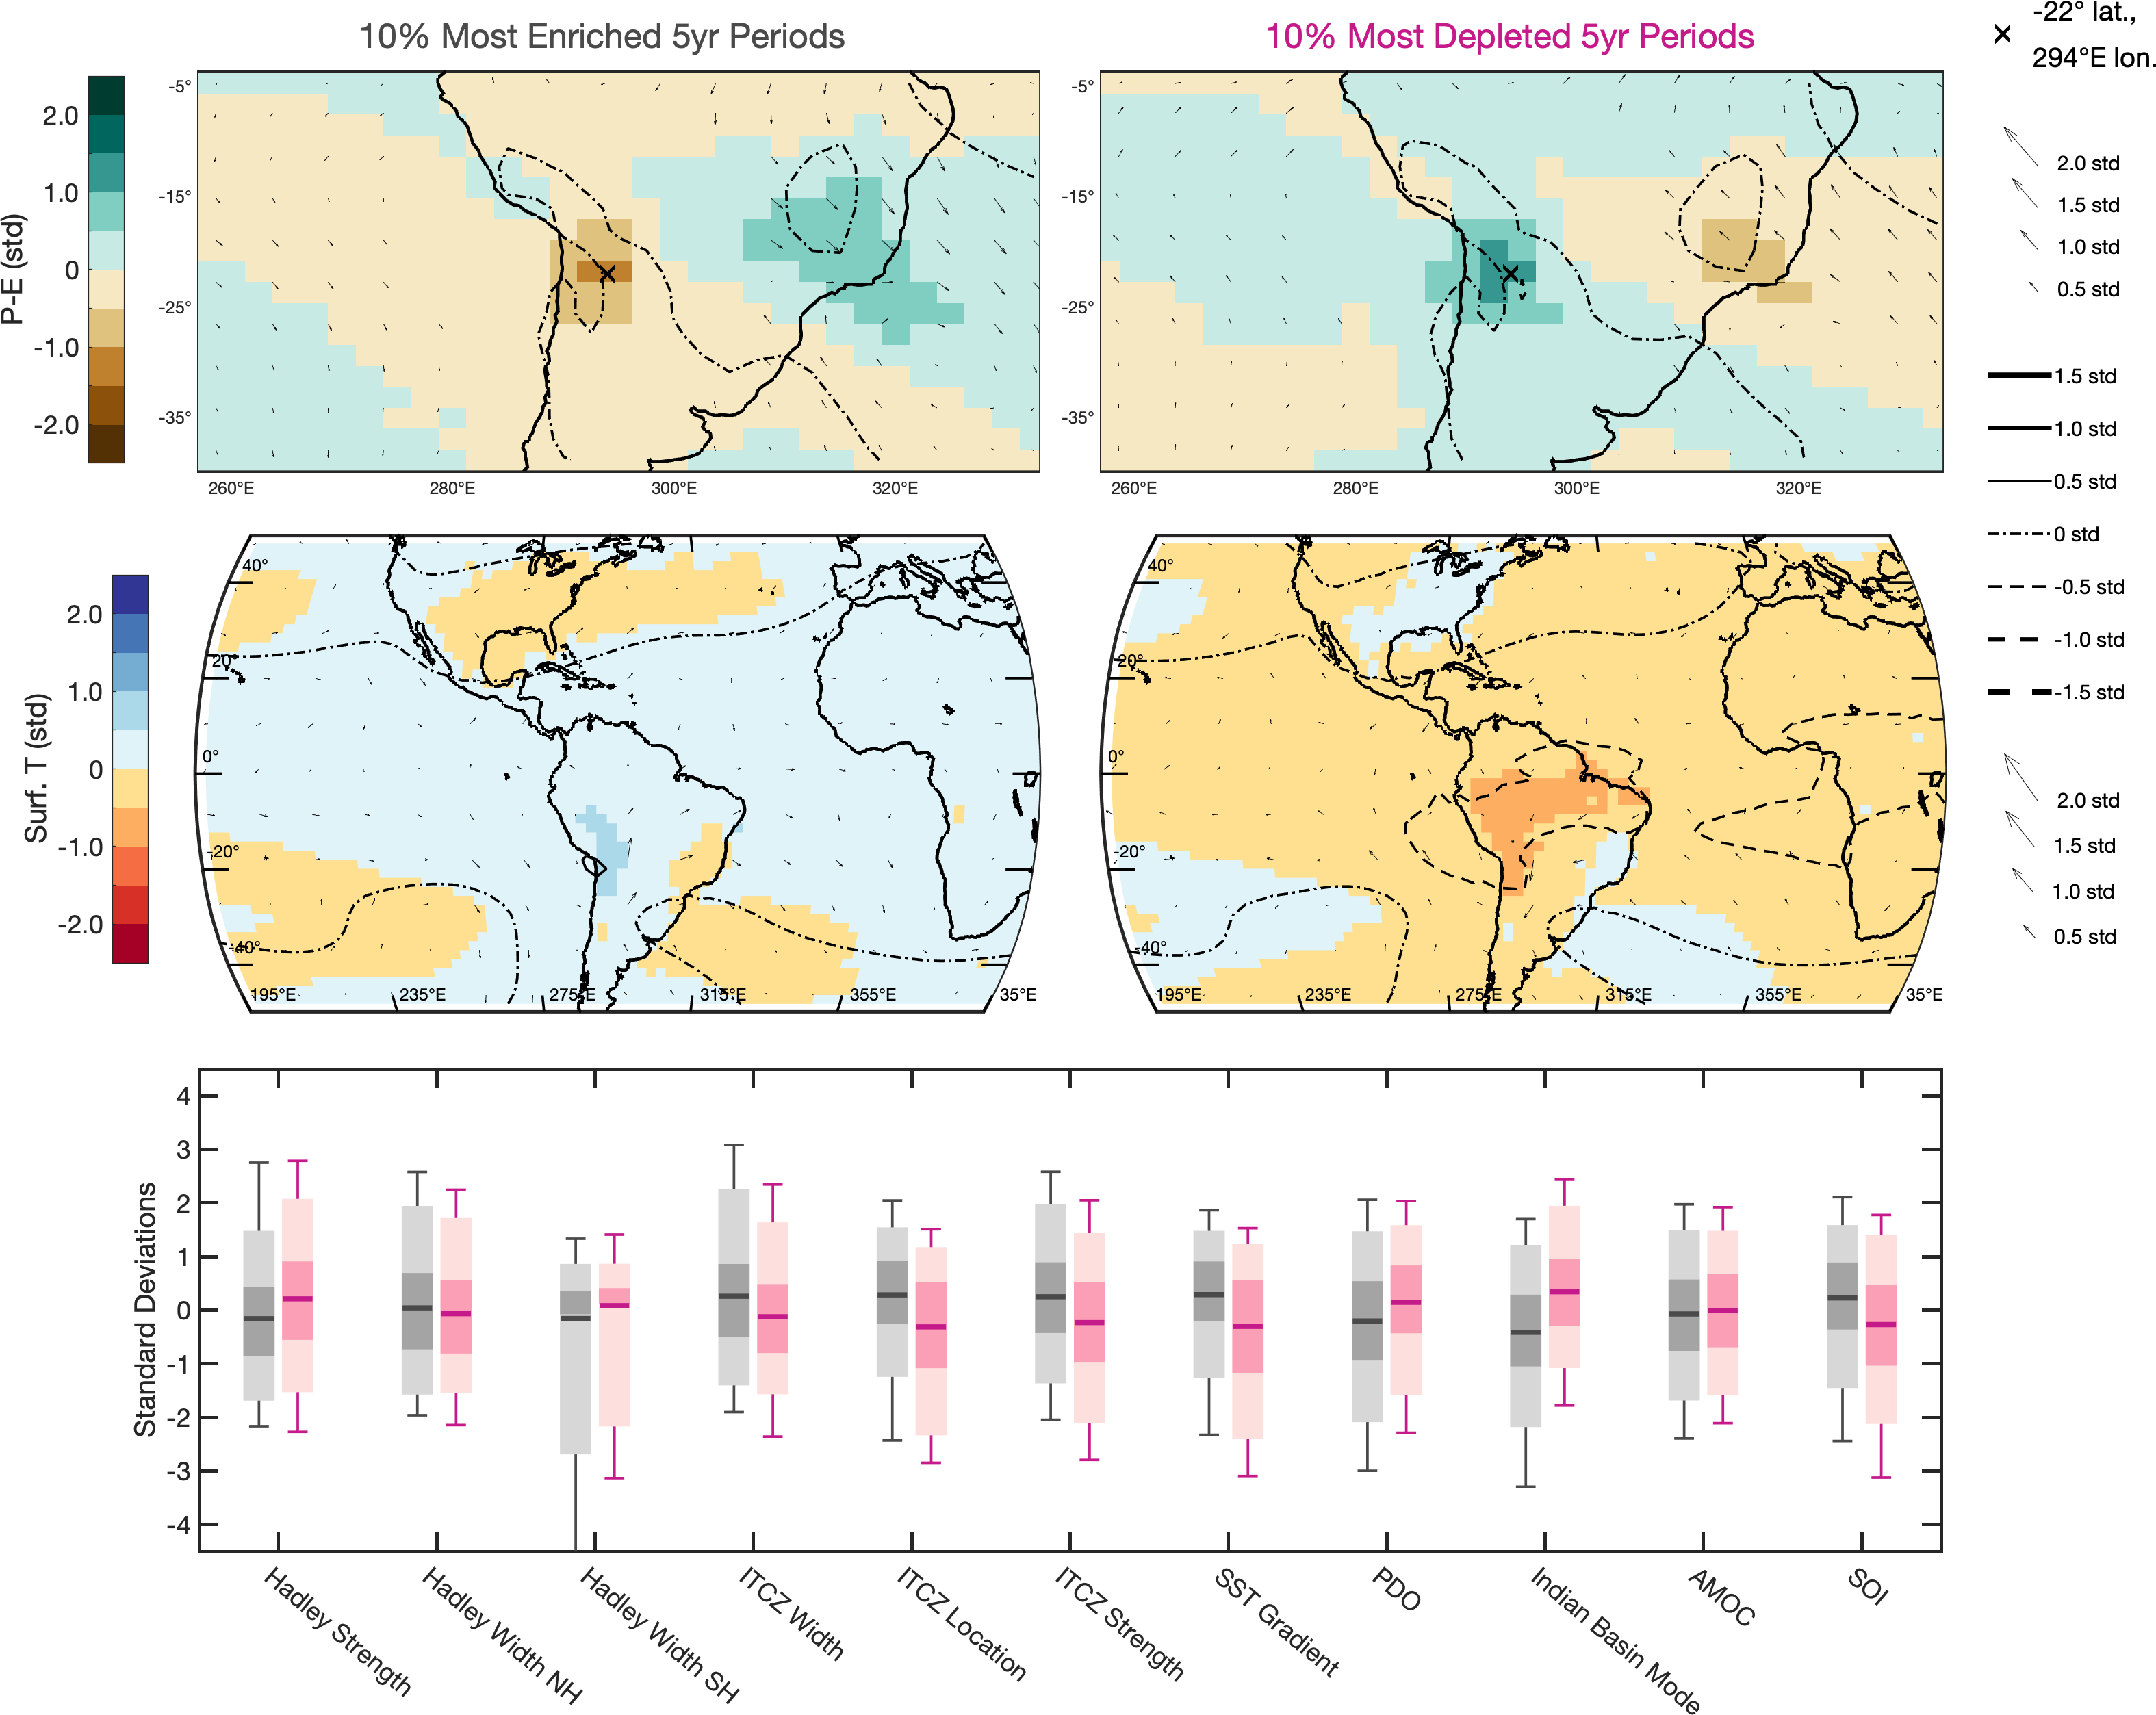 10% Most Enriched 5yr Periods
10% Most Depleted 5yr Periods
-22° lat.,
294°E lon.
P-E (std)
2.0
1.0
0
-1.0
-2.0
-5°
-15°
-25°
-35°
260°E
280°E
300°E
320°E
-5°
-15°
-25°
-35°
260°E
280°E
300°E
320°E
2.0 std
1.5 std
1.0 std
0.5 std
1.5 std
1.0 std
0.5 std
0 std
-0.5 std
-1.0 std
-1.5 std
2.0 std
1.5 std
1.0 std
0.5 std
Surf. T (std)
2.0
1.0
0
-1.0
-2.0
40°
20°
0°
-20°
-40°
195°E
235°E
275°E
315°E
355°E
35°E
40°
20°
0°
-20°
-40°
195°E
235°E
275°E
315°E
355°E
35°E
Standard Deviations
4
3
2
1
0
-1
-2
-3
-4
Hadley Strength
Hadley Width NH
Hadley Width SH
ITCZ Width
ITCZ Location
ITCZ Strength
SST Gradient
PDO
Indian Basin Mode
AMOC
SOI